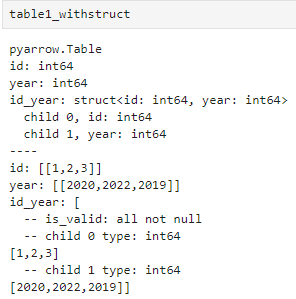 table1_withstruct
pyarrow.Table
id: int64
year: int64
id_year: struct<id: int64, year: int64>
  child 0, id: int64
  child 1, year: int64
----
id: [[1,2,3]]
year: [[2020,2022,2019]]
id_year: [
  -- is_valid: all not null
  -- child 0 type: int64
[1,2,3]
  -- child 1 type: int64
[2020,2022,2019]]